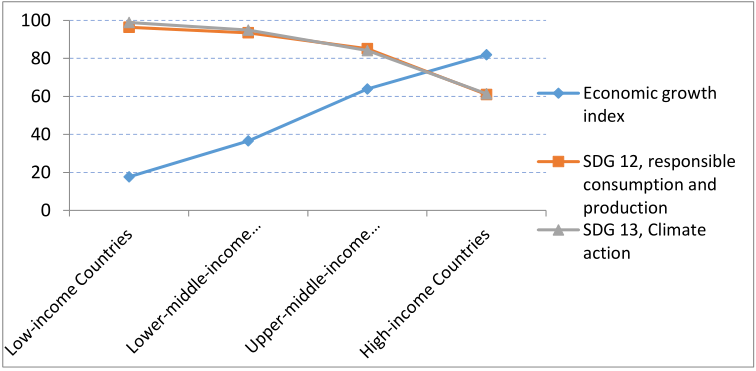 100
80
60
40
20
0
Low-income Countries
Lower-middle-income...
Upper-middle-income...
High-income Countries
Economic growth
index
SDG 12, responsible
consumption and
production
SDG 13, Climate
action